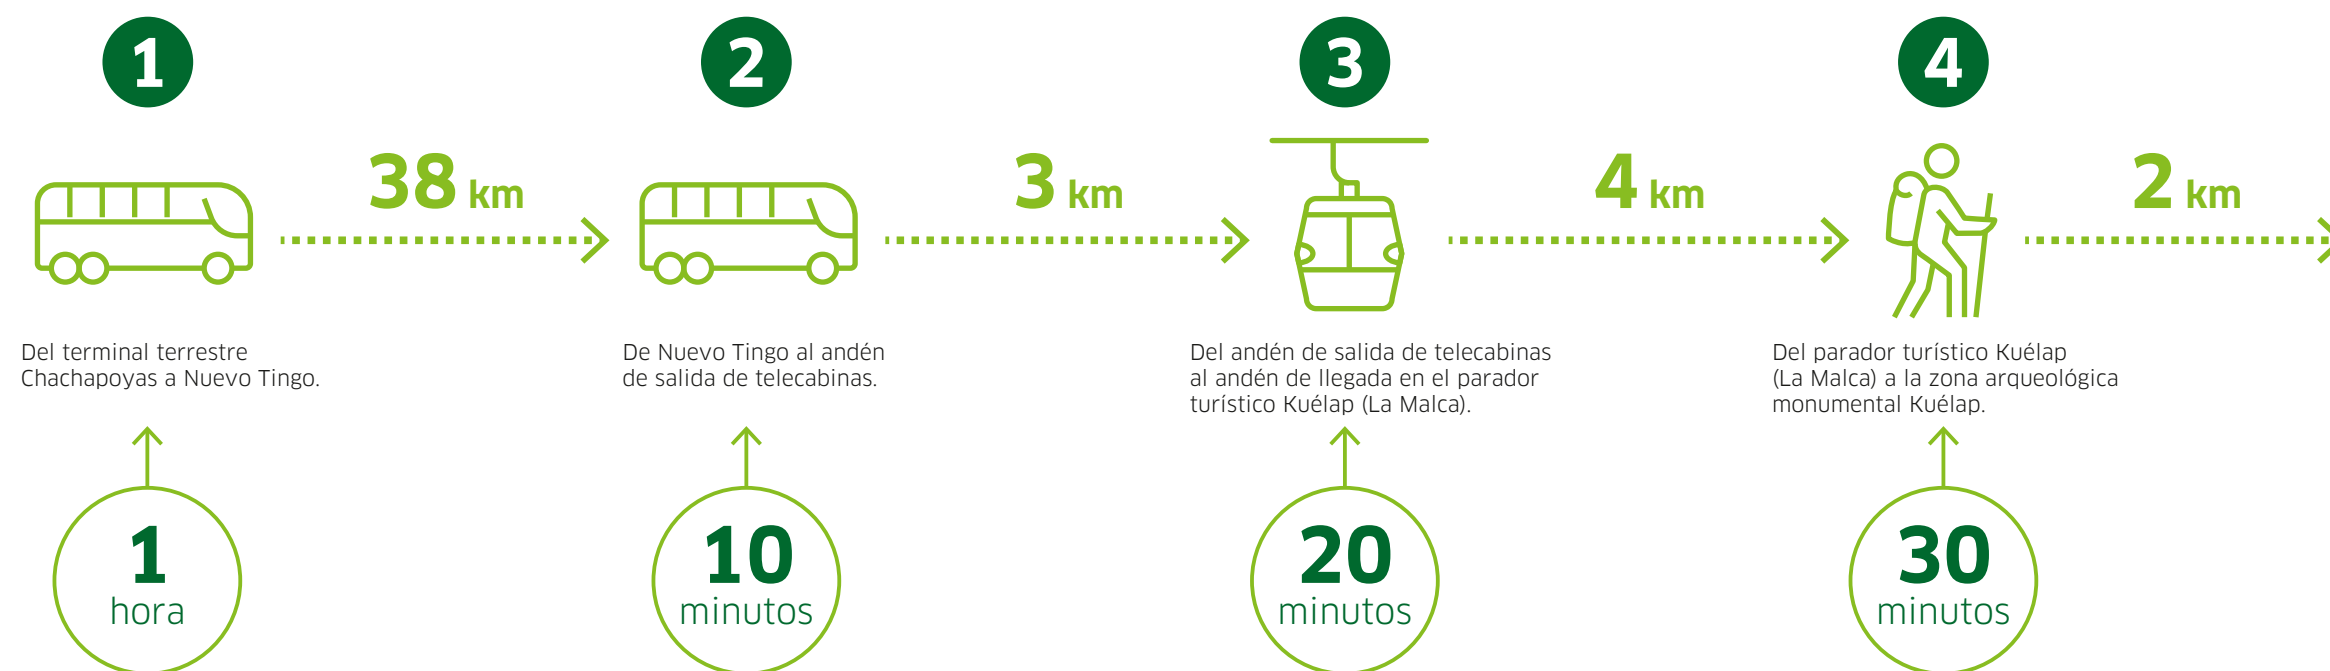 1
2
3
4
38 km
3 km
4 km
2 km
Del terminal terrestre
Chachapoyas a Nuevo Tingo.
De Nuevo Tingo al andén
de salida de telecabinas.
Del andén de salida de telecabinas
al andén de llegada en el parador
turístico Kuélap (La Malca).
Del parador turístico Kuélap
(La Malca) a la zona arqueológica
monumental Kuélap.
1
hora
10
minutos
20
minutos
30
minutos